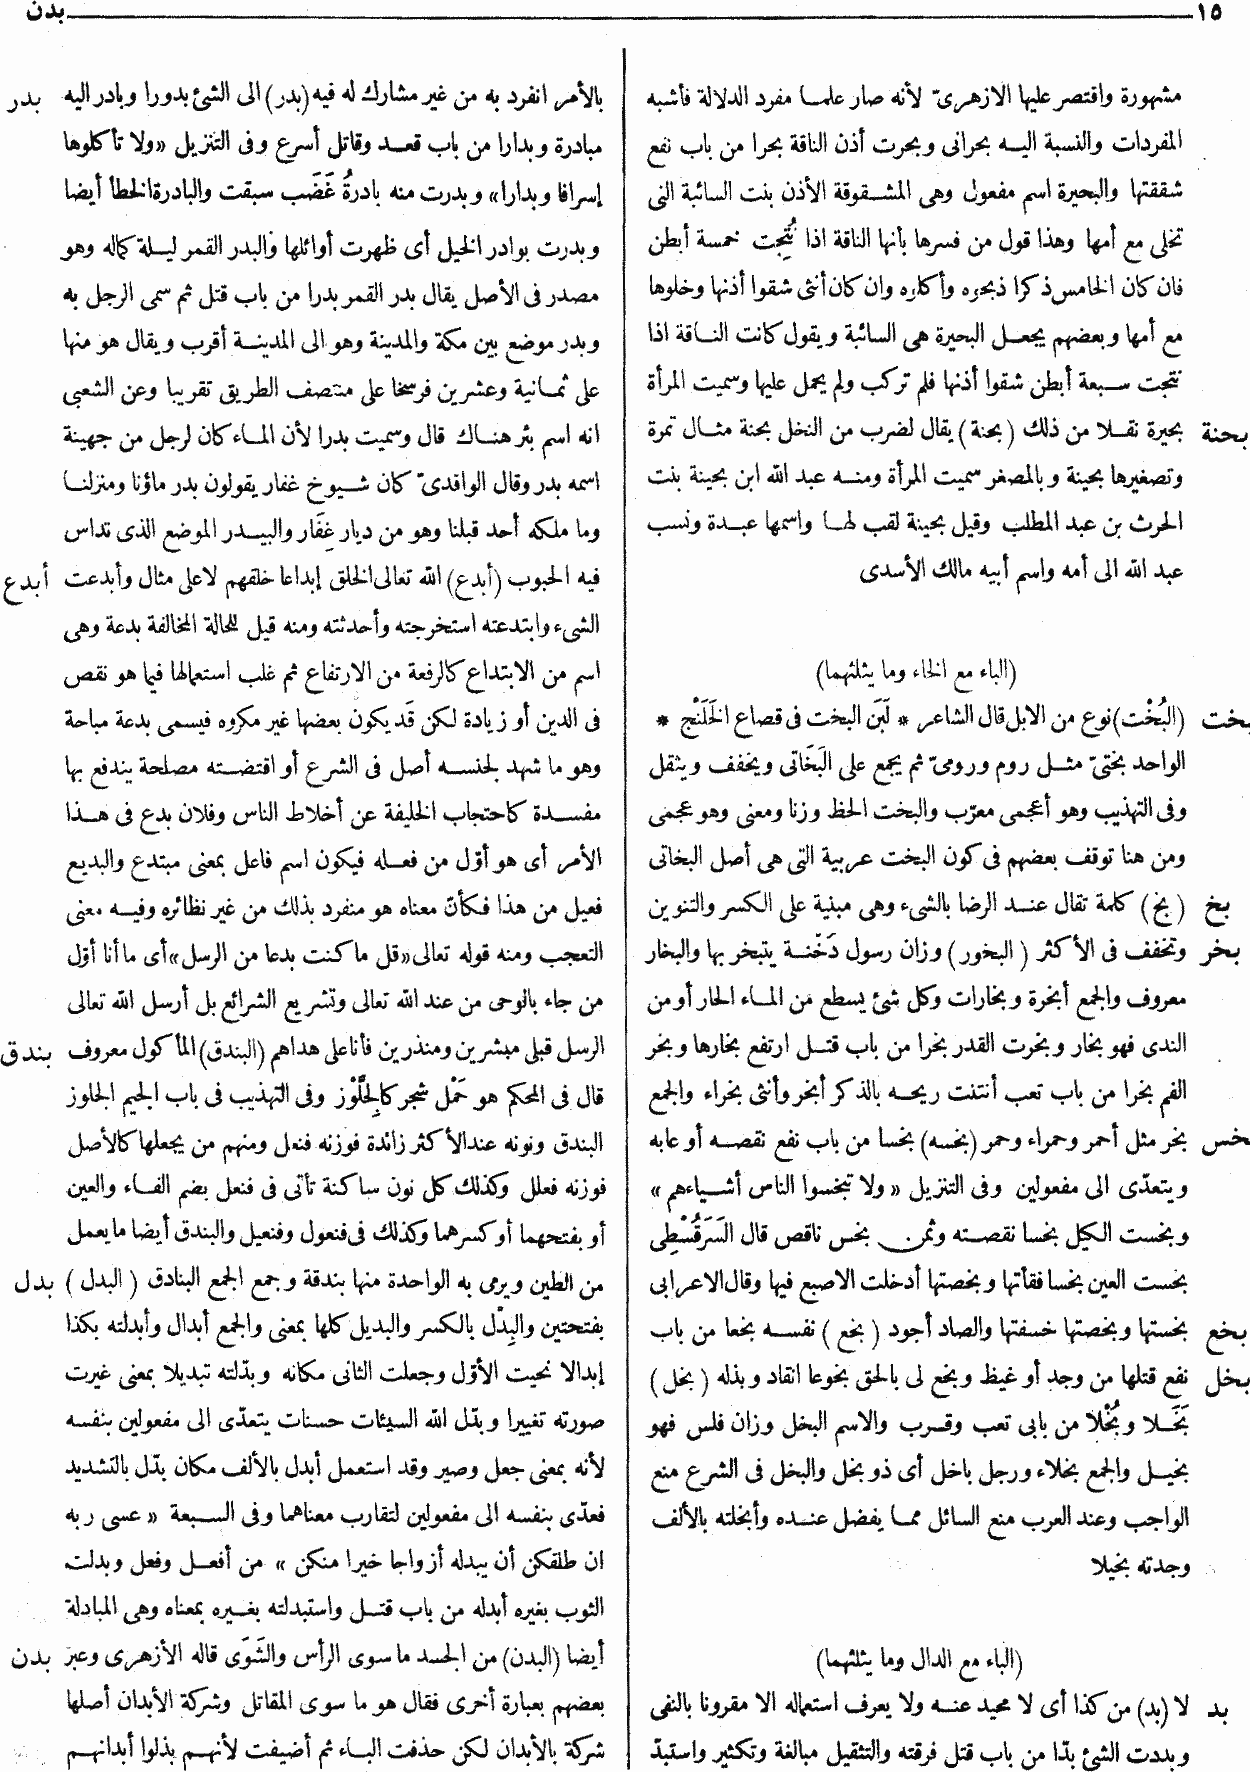 ١٥ بدن
مشهورة واقتصر عليها الازهرىّ لأنه صار علما مفرد الدلالة فأشبه
المفردات والنسبة اليه بحرانى وبحرت أذن الناقة بحرا من باب نفع
شققتها والبحيرة اسم مفعول وهى المشقوقة الأذن بنت السائبة التى
تخلى مع أمها وهذا قول من فسرها بأنها الناقة اذا نُتِجت خمسة أبطن
فان كان الخامس ذكرا ذبحوه وأكلوه وان كان أنثى شقوا أذنها وخلوها
مع أمها وبعضهم يجعل البحيرة هى السائبة ويقول كانت الناقة اذا
نتجت سبعة أبطن شقوا أذنها فلم تركب ولم يحمل عليها وسميت المرأة
بحنة بحيرة نقلا من ذلك (بحنة) يقال لضرب من النخل بحنة مثال تمرة
وتصغيرها بحينة وبالمصغر سميت المرأة ومنه عبد الله ابن بحينة بنت
الحرث بن عبد المطلب وقيل بحينة لقب لها واسمها عبدة ونسب
عبد الله الى أمه واسم أبيه مالك الأسدى
(الباء مع الخاء وما يثلثهما)
بخت (البُخْت) نوع من الابل قال الشاعر * لَبَنَ البخت فى قصاع الخَلَنْج *
الواحد بختىّ مثل روم ورومىّ ثم يجمع على البَخَاتى ويخفف ويثقل
وفى التهذيب وهو أعجمى معرّب والبخت الحظ وزنا ومعنى وهو عجمى
ومن هنا توقف بعضهم فى كون البخت عربية التى هى أصل البخاتى
بخ (بخ) كلمة تقال عند الرضا بالشىء وهى مبنية على الكسر والتنوين
بخر وتخفف فى الأكثر (البخور) وزان رسول دَخْنة يتبخر بها والبخار
معروف والجمع أبخرة وبخارات وكل شئ يسطع من الماء الحار أو من
الندى فهو بخار وبخرت القدر بخرا من باب قتل ارتفع بخارها وبخر
الفم بخرا من باب تعب أنتنت ريحه بالذكر أبخر وأنثى بخراء والجمع
بخس بخر مثل أحمر وحمراء وحمر (بخسه) بخسا من باب نفع نقصه أو عابه
ويتعدّى الى مفعولين وفى التنزيل «ولا تبخسوا الناس أشياءهم»
وبخست الكيل بخسا نقصته وثمن بخس ناقص قال السَرَقُسْطِى
بخست العين بخسا فقأتها وبخصتها أدخلت الاصبع فيها وقال الاعرابى
بخع بخستها وبخصتها خسفتها والصاد أجود (بخع) نفسه بخعا من باب
بخل نفع قتلها من وجد أو غيظ وبخع لى بالحق بخوعا انقاد وبذله (بخل)
بَخَلا وبُخْلا من بابى تعب وقرب والاسم البخل وزان فلس فهو
بخيل والجمع بخلاء ورجل باخل أى ذو بخل والبخل فى الشرع منع
الواجب وعند العرب منع السائل مما يفضل عنده وأبخلته بالألف
وجدته بخيلا
(الباء مع الدال وما يثلثهما)
بد لا (بد) من كذا أى لا محيد عنه ولا يعرف استعماله الا مقرونا بالنفى
وبددت الشئ بدّا من باب قتل فرقته والتثقيل مبالغة وتكثير واستبدّ
بالأمر انفرد به من غير مشارك له فيه (بدر) الى الشئ بدورا وبادر اليه بدر
مبادرة وبدارا من باب قعد وقاتل أسرع وفى التنزيل «ولا تأكلوها
إسرافا وبدارا» وبدرت منه بادرةُ غَضَب سبقت والبادرة الخطأ أيضا
وبدرت بوادر الخيل أى ظهرت أوائلها والبدر القمر ليلة كماله وهو
مصدر فى الأصل يقال بدر القمر بدرا من باب قتل ثم سمى الرجل به
وبدر موضع بين مكة والمدينة وهو الى المدينة أقرب ويقال هو منها
على ثمانية وعشرين فرسخا على منتصف الطريق تقريبا وعن الشعبى
انه اسم بئر هناك قال وسميت بدرا لأن الماء كان لرجل من جهينة
اسمه بدر وقال الواقدىّ كان شيوخ غفار يقولون بدر ماؤنا ومنزلنا
وما ملكه أحد قبلنا وهو من ديار غِفَار والبيدر الموضع الذى تداس
فيه الحبوب (أبدع) الله تعالى الخلق إبداعا خلقهم لا على مثال وأبدعت أبدع
الشىء وابتدعته استخرجته وأحدثته ومنه قيل للحالة المخالفة بدعة وهى
اسم من الابتداع كالرفعة من الارتفاع ثم غلب استعمالها فيما هو نقص
فى الدين أو زيادة لكن قَد يكون بعضها غير مكروه فيسمى بدعة مباحة
وهو ما شهد لجنسه أصل فى الشرع أو اقتضته مصلحة يندفع بها
مفسدة كاحتجاب الخليفة عن أخلاط الناس وفلان بدع فى هذا
الأمر أى هو أوّل من فعله فيكون اسم فاعل بمعنى مبتدع والبديع
فعيل من هذا فكأنّ معناه هو منفرد بذلك من غير نظائره وفيه معنى
التعجب ومنه قوله تعالى «قل ما كنت بدعا من الرسل» أى ما أنا أوّل
من جاء بالوحى من عند الله تعالى وتشريع الشرائع بل أرسل الله تعالى
الرسل قبلى مبشرين ومنذرين فأنا على هداهم (البندق) المأكول معروف بندق
قال فى المحكم هو حَمْل شجر كالجِلَّوْز وفى التهذيب فى باب الجيم الجلوز
البندق ونونه عند الأكثر زائدة فوزنه فنعل ومنهم من يجعلها كالأصل
فوزنه فعلل وكذلك كل نون ساكنة تأتى فى فنعل بضم الفاء والعين
أو بفتحهما أو كسرهما وكذلك فى فنعول وفنعيل والبندق أيضا ما يعمل
من الطين ويرمى به الواحدة منها بندقة وجمع الجمع البنادق (البدل) بدل
بفتحتين والبِدْل بالكسر والبديل كلها بمعنى والجمع أبدال وأبدلته بكذا
إبدالا نحيت الأوّل وجعلت الثانى مكانه وبدّلته تبديلا بمعنى غيرت
صورته تغييرا وبدّل الله السيئات حسنات يتعدّى الى مفعولين بنفسه
لأنه بمعنى جعل وصير وقد استعمل أبدل بالألف مكان بدّل بالتشديد
فعدّى بنفسه الى مفعولين لتقارب معناهما وفى السبعة «عسى ربه
ان طلقكن أن يبدله أزواجا خيرا منكن» من أفعل وفعل وبدلت
الثوب بغيره أبدله من باب قتل واستبدلته بغيره بمعناه وهى المبادلة
أيضا (البدن) من الجسد ما سوى الرأس والشَوَى قاله الأزهرى وعبر بدن
بعضهم بعبارة أخرى فقال هو ما سوى المقاتل وشركة الأبدان أصلها
شركة بالأبدان لكن حذفت الباء ثم أضيفت لأنهم بذلوا أبدانهم